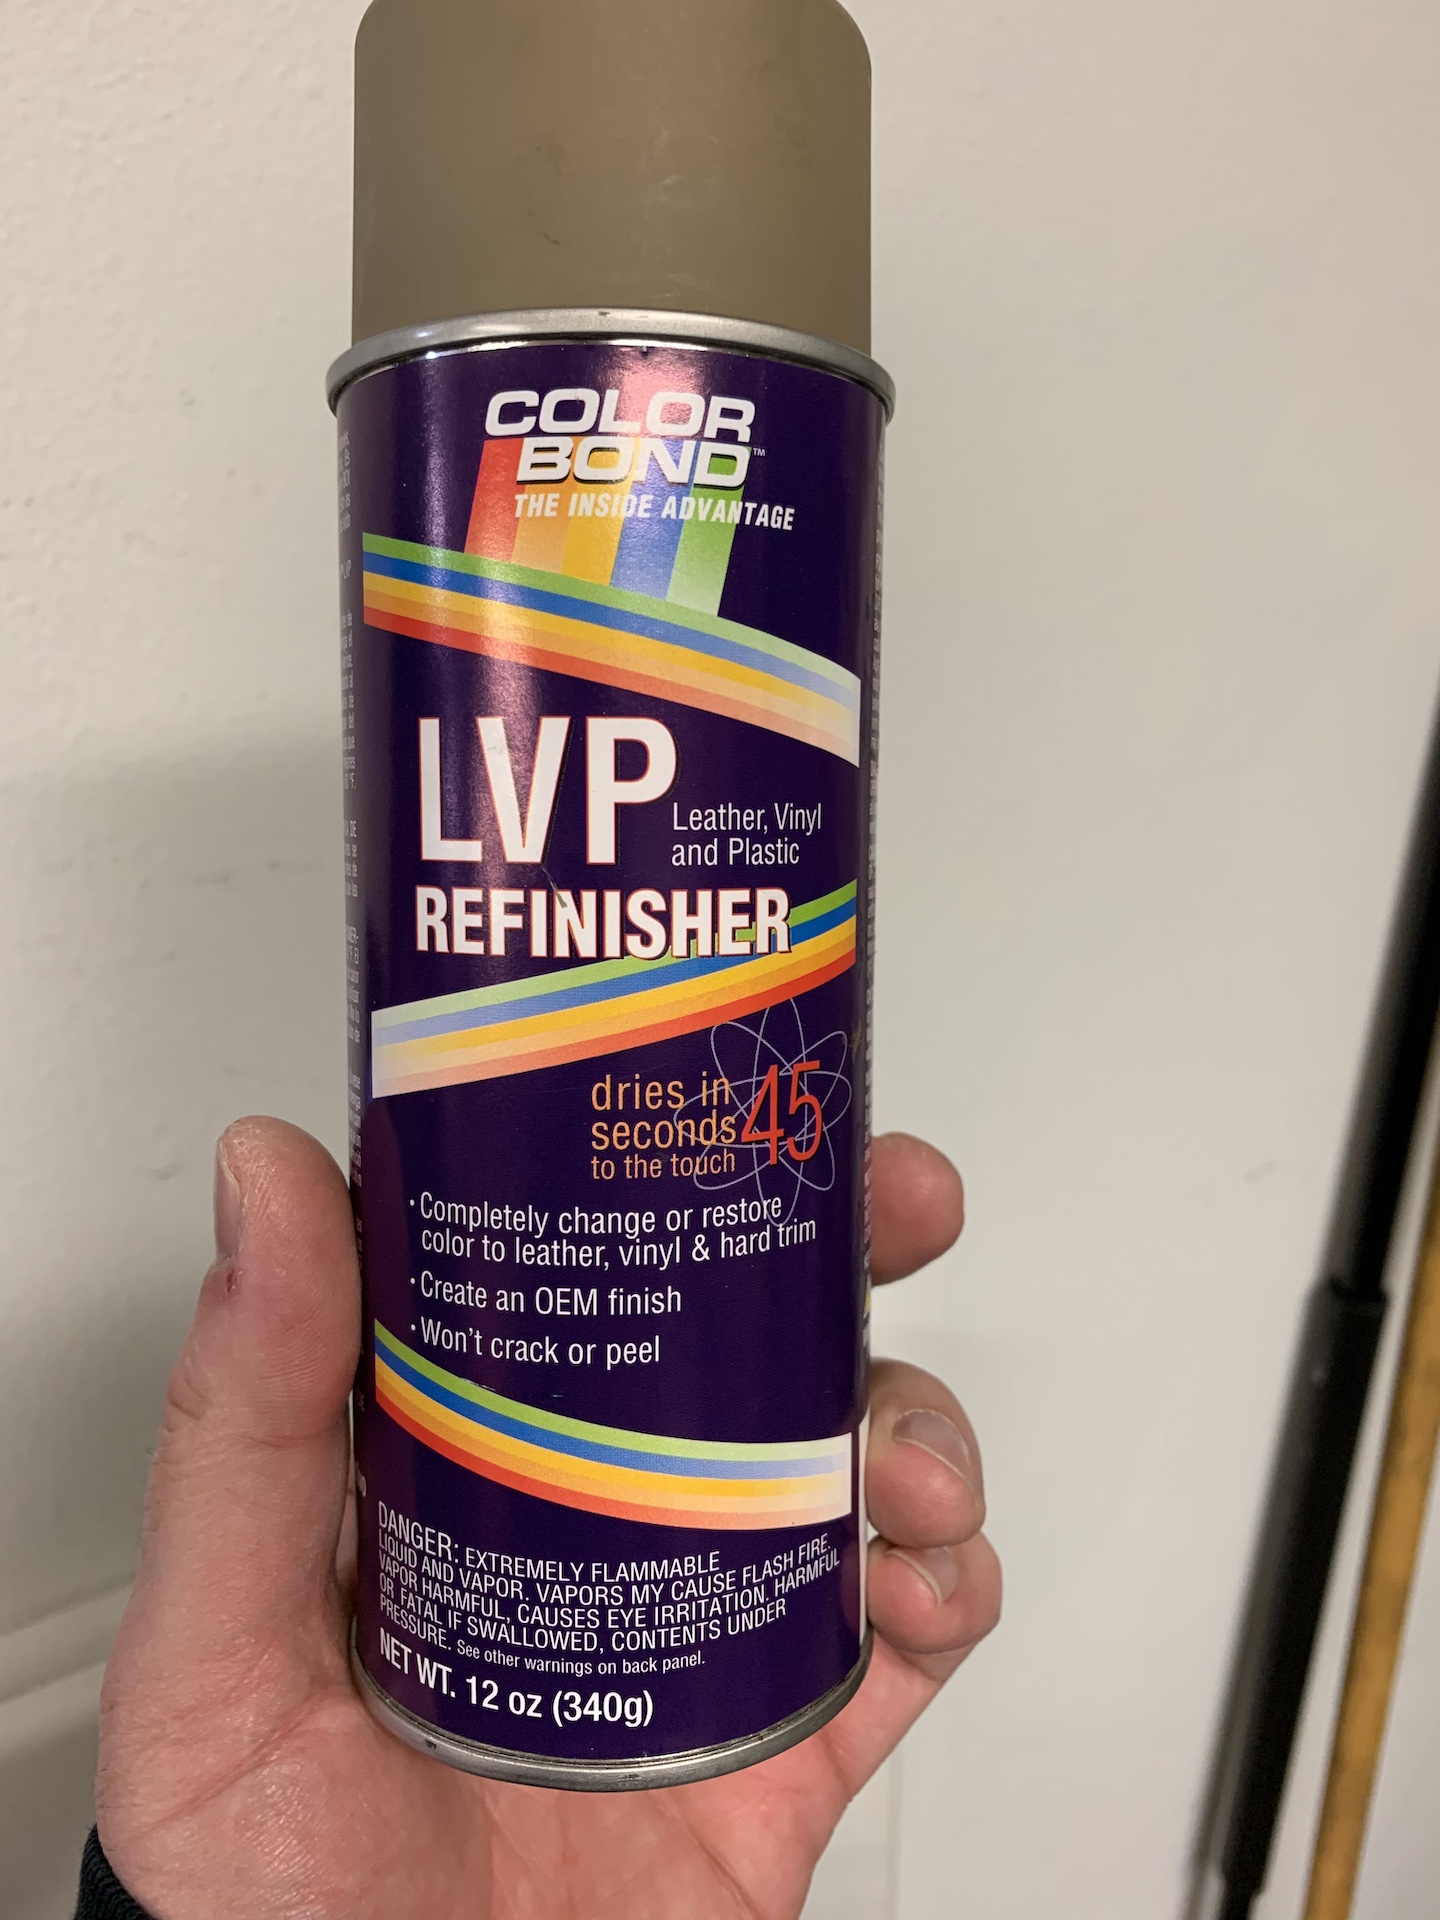 COLOR
BOND™
THE INSIDE ADVANTAGE
LVP
Leather, Vinyl
and Plastic
REFINISHER
dries in
seconds 45
to the touch
· Completely change or restore
color to leather, vinyl & hard trim
· Create an OEM finish
· Won't crack or peel
DANGER: EXTREMELY FLAMMABLE
LIQUID AND VAPOR. VAPORS MY CAUSE FLASH FIRE.
VAPOR HARMFUL, CAUSES EYE IRRITATION. HARMFUL
OR FATAL IF SWALLOWED, CONTENTS UNDER
PRESSURE. See other warnings on back panel.
NET WT. 12 oz (340g)